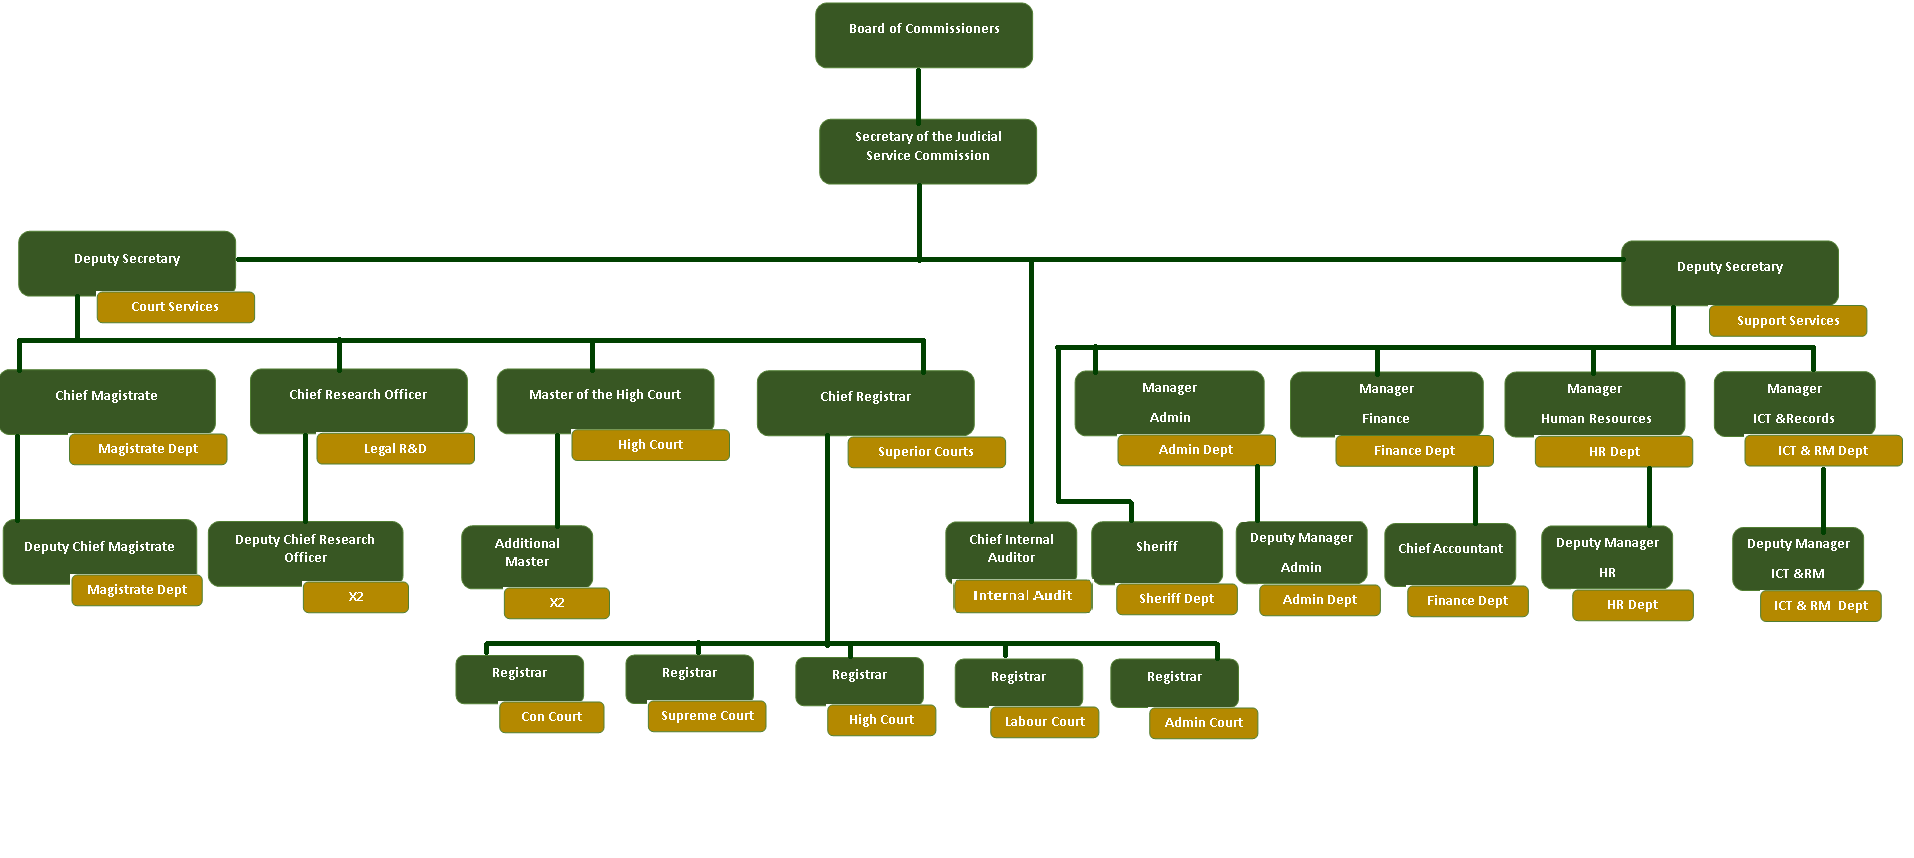 Board of Commissioners
Secretary of the Judicial
Service Commission
Deputy Secretary
Court Services
Deputy Secretary
Support Services
Chief Magistrate
Magistrate Dept
Chief Research Officer
Legal R&D
Master of the High Court
High Court
Chief Registrar
Superior Courts
Manager
Admin
Admin Dept
Manager
Finance
Finance Dept
Manager
Human Resources
HR Dept
Manager
ICT &Records
ICT & RM Dept
Deputy Chief Magistrate
Magistrate Dept
Deputy Chief Research
Officer
X2
Additional
Master
X2
Chief Internal
Auditor
Internal Audit
Sheriff
Sheriff Dept
Deputy Manager
Admin
Admin Dept
Chief Accountant
Finance Dept
Deputy Manager
HR
HR Dept
Deputy Manager
ICT &RM
ICT & RM Dept
Registrar
Con Court
Registrar
Supreme Court
Registrar
High Court
Registrar
Labour Court
Registrar
Admin Court